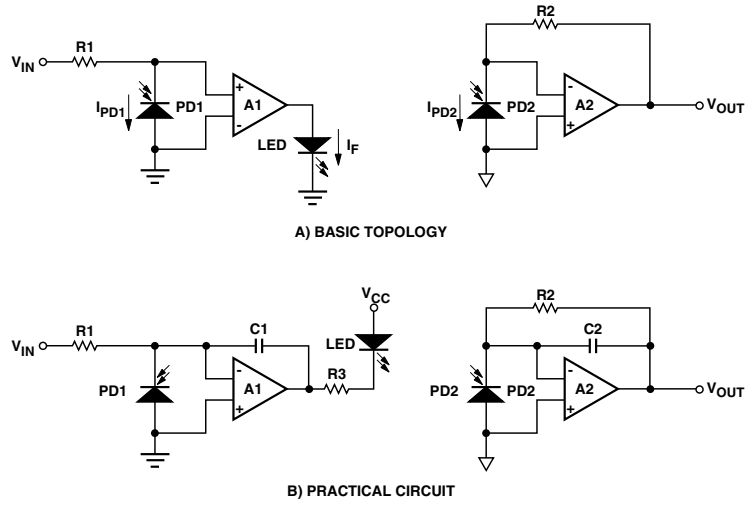 R1
R2
VIN
IPD1
PD1
+
A1
-
LED
IF
IPD2
PD2
-
A2
+
VOUT
A) BASIC TOPOLOGY
VCC
R1
C1
LED
R2
C2
VIN
PD1
-
A1
+
R3
PD2
PD2
-
A2
+
VOUT
B) PRACTICAL CIRCUIT